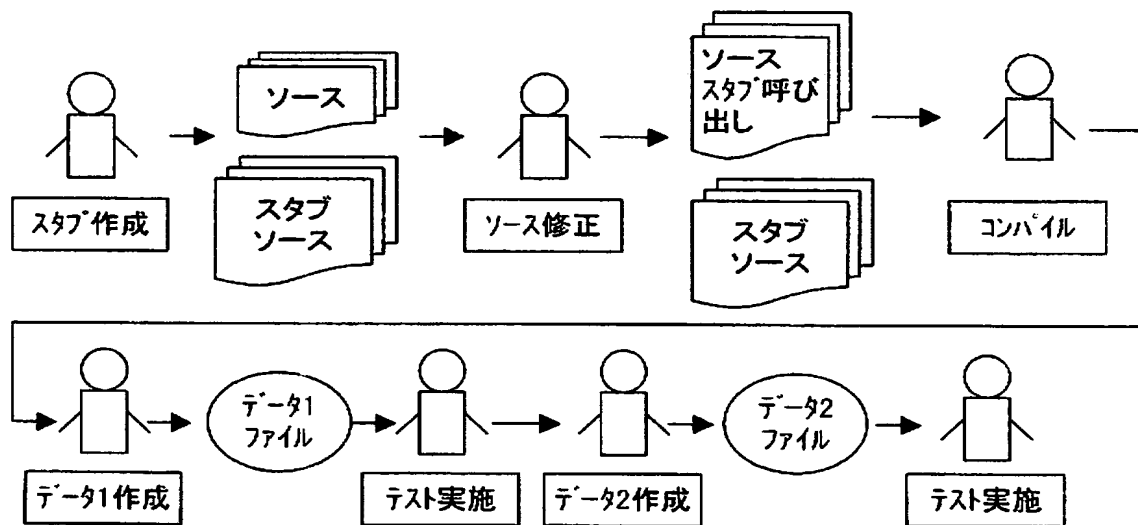 ソース
スタブ
ソース
スタブ作成
ソース修正
ソース
スタブ呼び
出し
スタブ
ソース
コンパイル
データ1
ファイル
データ2
ファイル
データ1作成
テスト実施
データ2作成
テスト実施